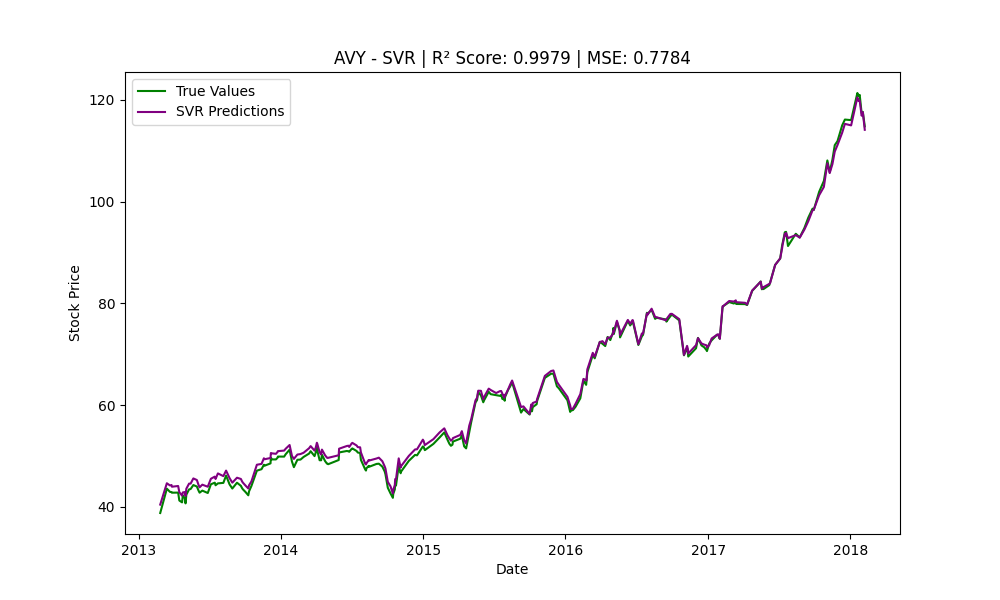 AVY - SVR | R² Score: 0.9979 | MSE: 0.7784
True Values
SVR Predictions
120
100
80
60
40
Stock Price
2013 2014 2015 2016 2017 2018
Date